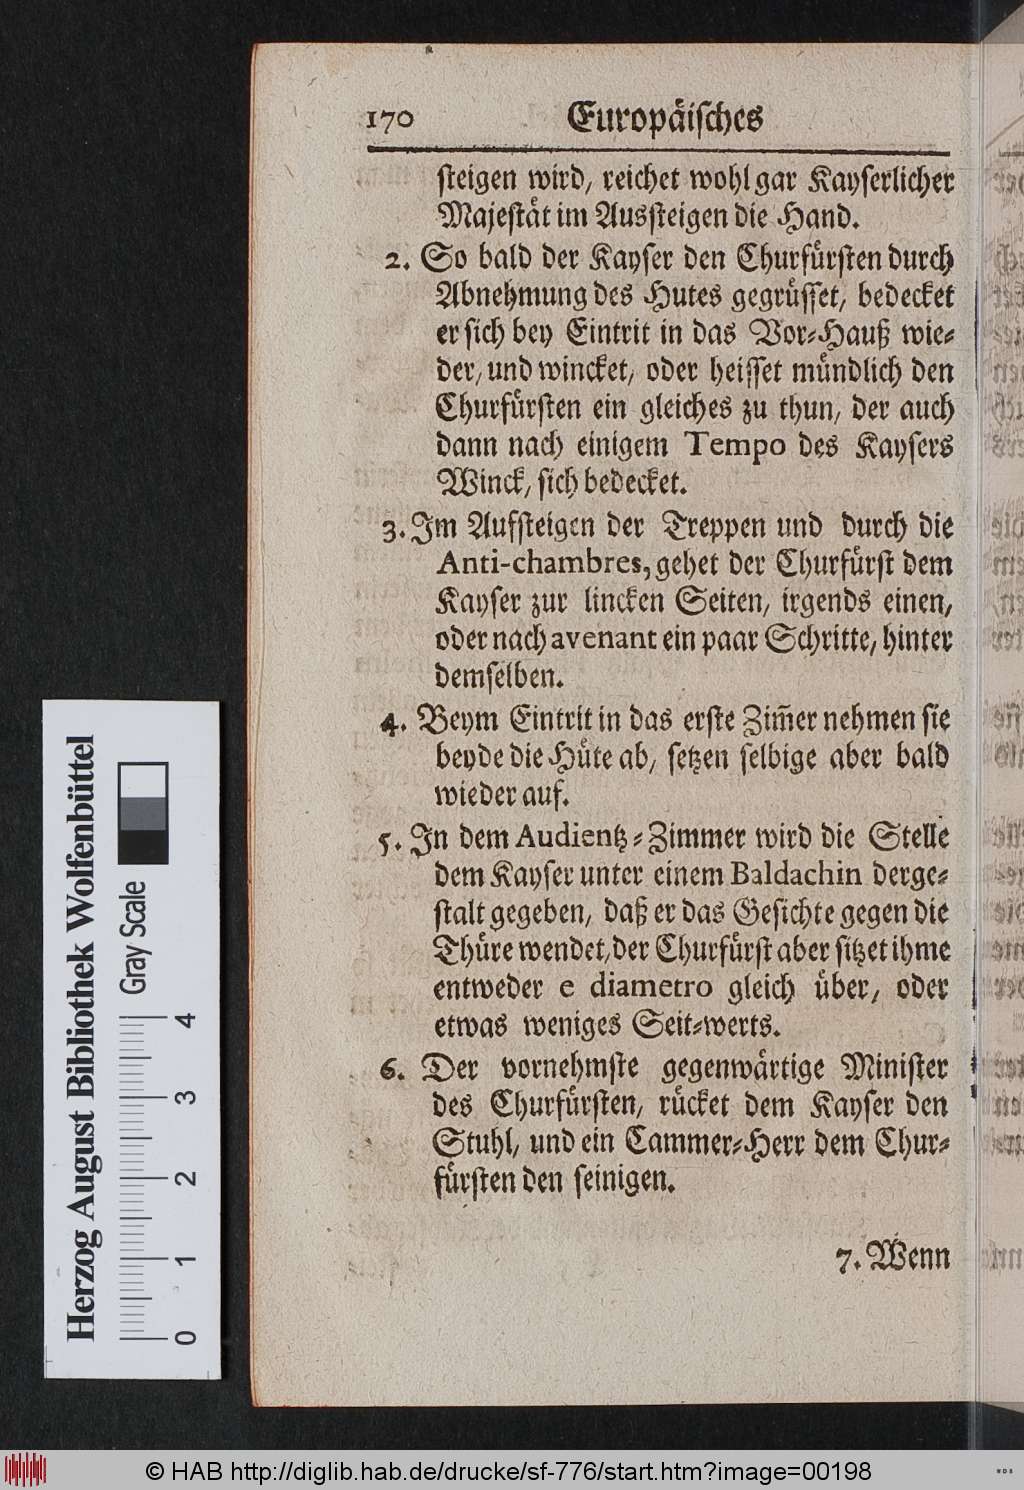 170 Europäisches
steigen wird, reichet wohl gar Kayserlicher
Majestät im Aussteigen die Hand.
2. So bald der Kayser den Churfürsten durch
Abnehmung des Hutes gegrüsset, bedecket
er sich bey Eintrit in das Vor-Hauß wie-
der, und wincket, oder heisset mündlich den
Churfürsten ein gleiches zu thun, der auch
dann nach einigem Tempo des Kaysers
Winck, sich bedecket.
3. Im Aufsteigen der Treppen und durch die
Anti-chambres, gehet der Churfürst dem
Kayser zur lincken Seiten, irgends einen,
oder nach avenant ein paar Schritte, hinter
demselben.
4. Beym Eintrit in das erste Zim̃er nehmen sie
beyde die Hüte ab, setzen selbige aber bald
wieder auf.
5. In dem Audientz-Zimmer wird die Stelle
dem Kayser unter einem Baldachin derge-
stalt gegeben, daß er das Gesichte gegen die
Thüre wendet, der Churfürst aber sitzet ihme
entweder e diametro gleich über, oder
etwas weniges Seit-werts.
6. Der vornehmste gegenwärtige Minister
des Churfürsten, rücket dem Kayser den
Stuhl, und ein Cammer-Herr dem Chur-
fürsten den seinigen.
7. Wenn
Herzog August Bibliothek Wolfenbüttel
Gray Scale
0 1 2 3 4
© HAB http://diglib.hab.de/drucke/sf-776/start.htm?image=00198